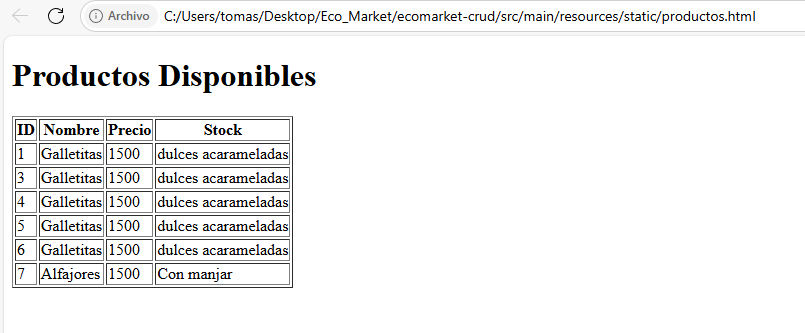 Archivo C:/Users/tomas/Desktop/Eco_Market/ecomarket-crud/src/main/resources/static/productos.html
Productos Disponibles
ID Nombre Precio Stock
1 Galletitas 1500 dulces acarameladas
3 Galletitas 1500 dulces acarameladas
4 Galletitas 1500 dulces acarameladas
5 Galletitas 1500 dulces acarameladas
6 Galletitas 1500 dulces acarameladas
7 Alfajores 1500 Con manjar